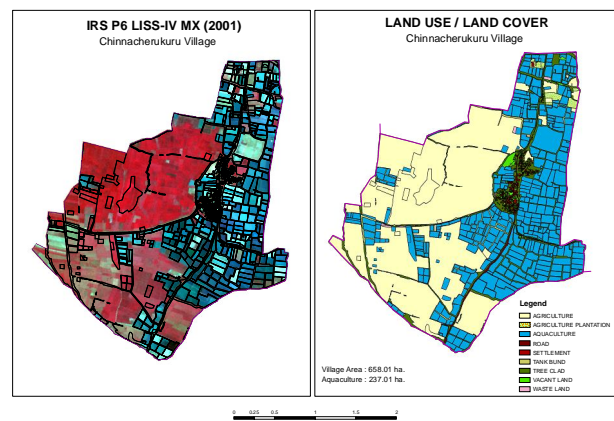 IRS P6 LISS-IV MX (2001)
Chinnacherukuru Village
LAND USE / LAND COVER
Chinnacherukuru Village
Legend
AGRICULTURE
AGRICULTURE PLANTATION
AQUACULTURE
ROAD
SETTLEMENT
TANK BUND
TREE CLAD
VACANT LAND
WASTE LAND
Village Area : 658.01 ha.
Aquaculture : 237.01 ha.
0 0.25 0.5 1 1.5 2